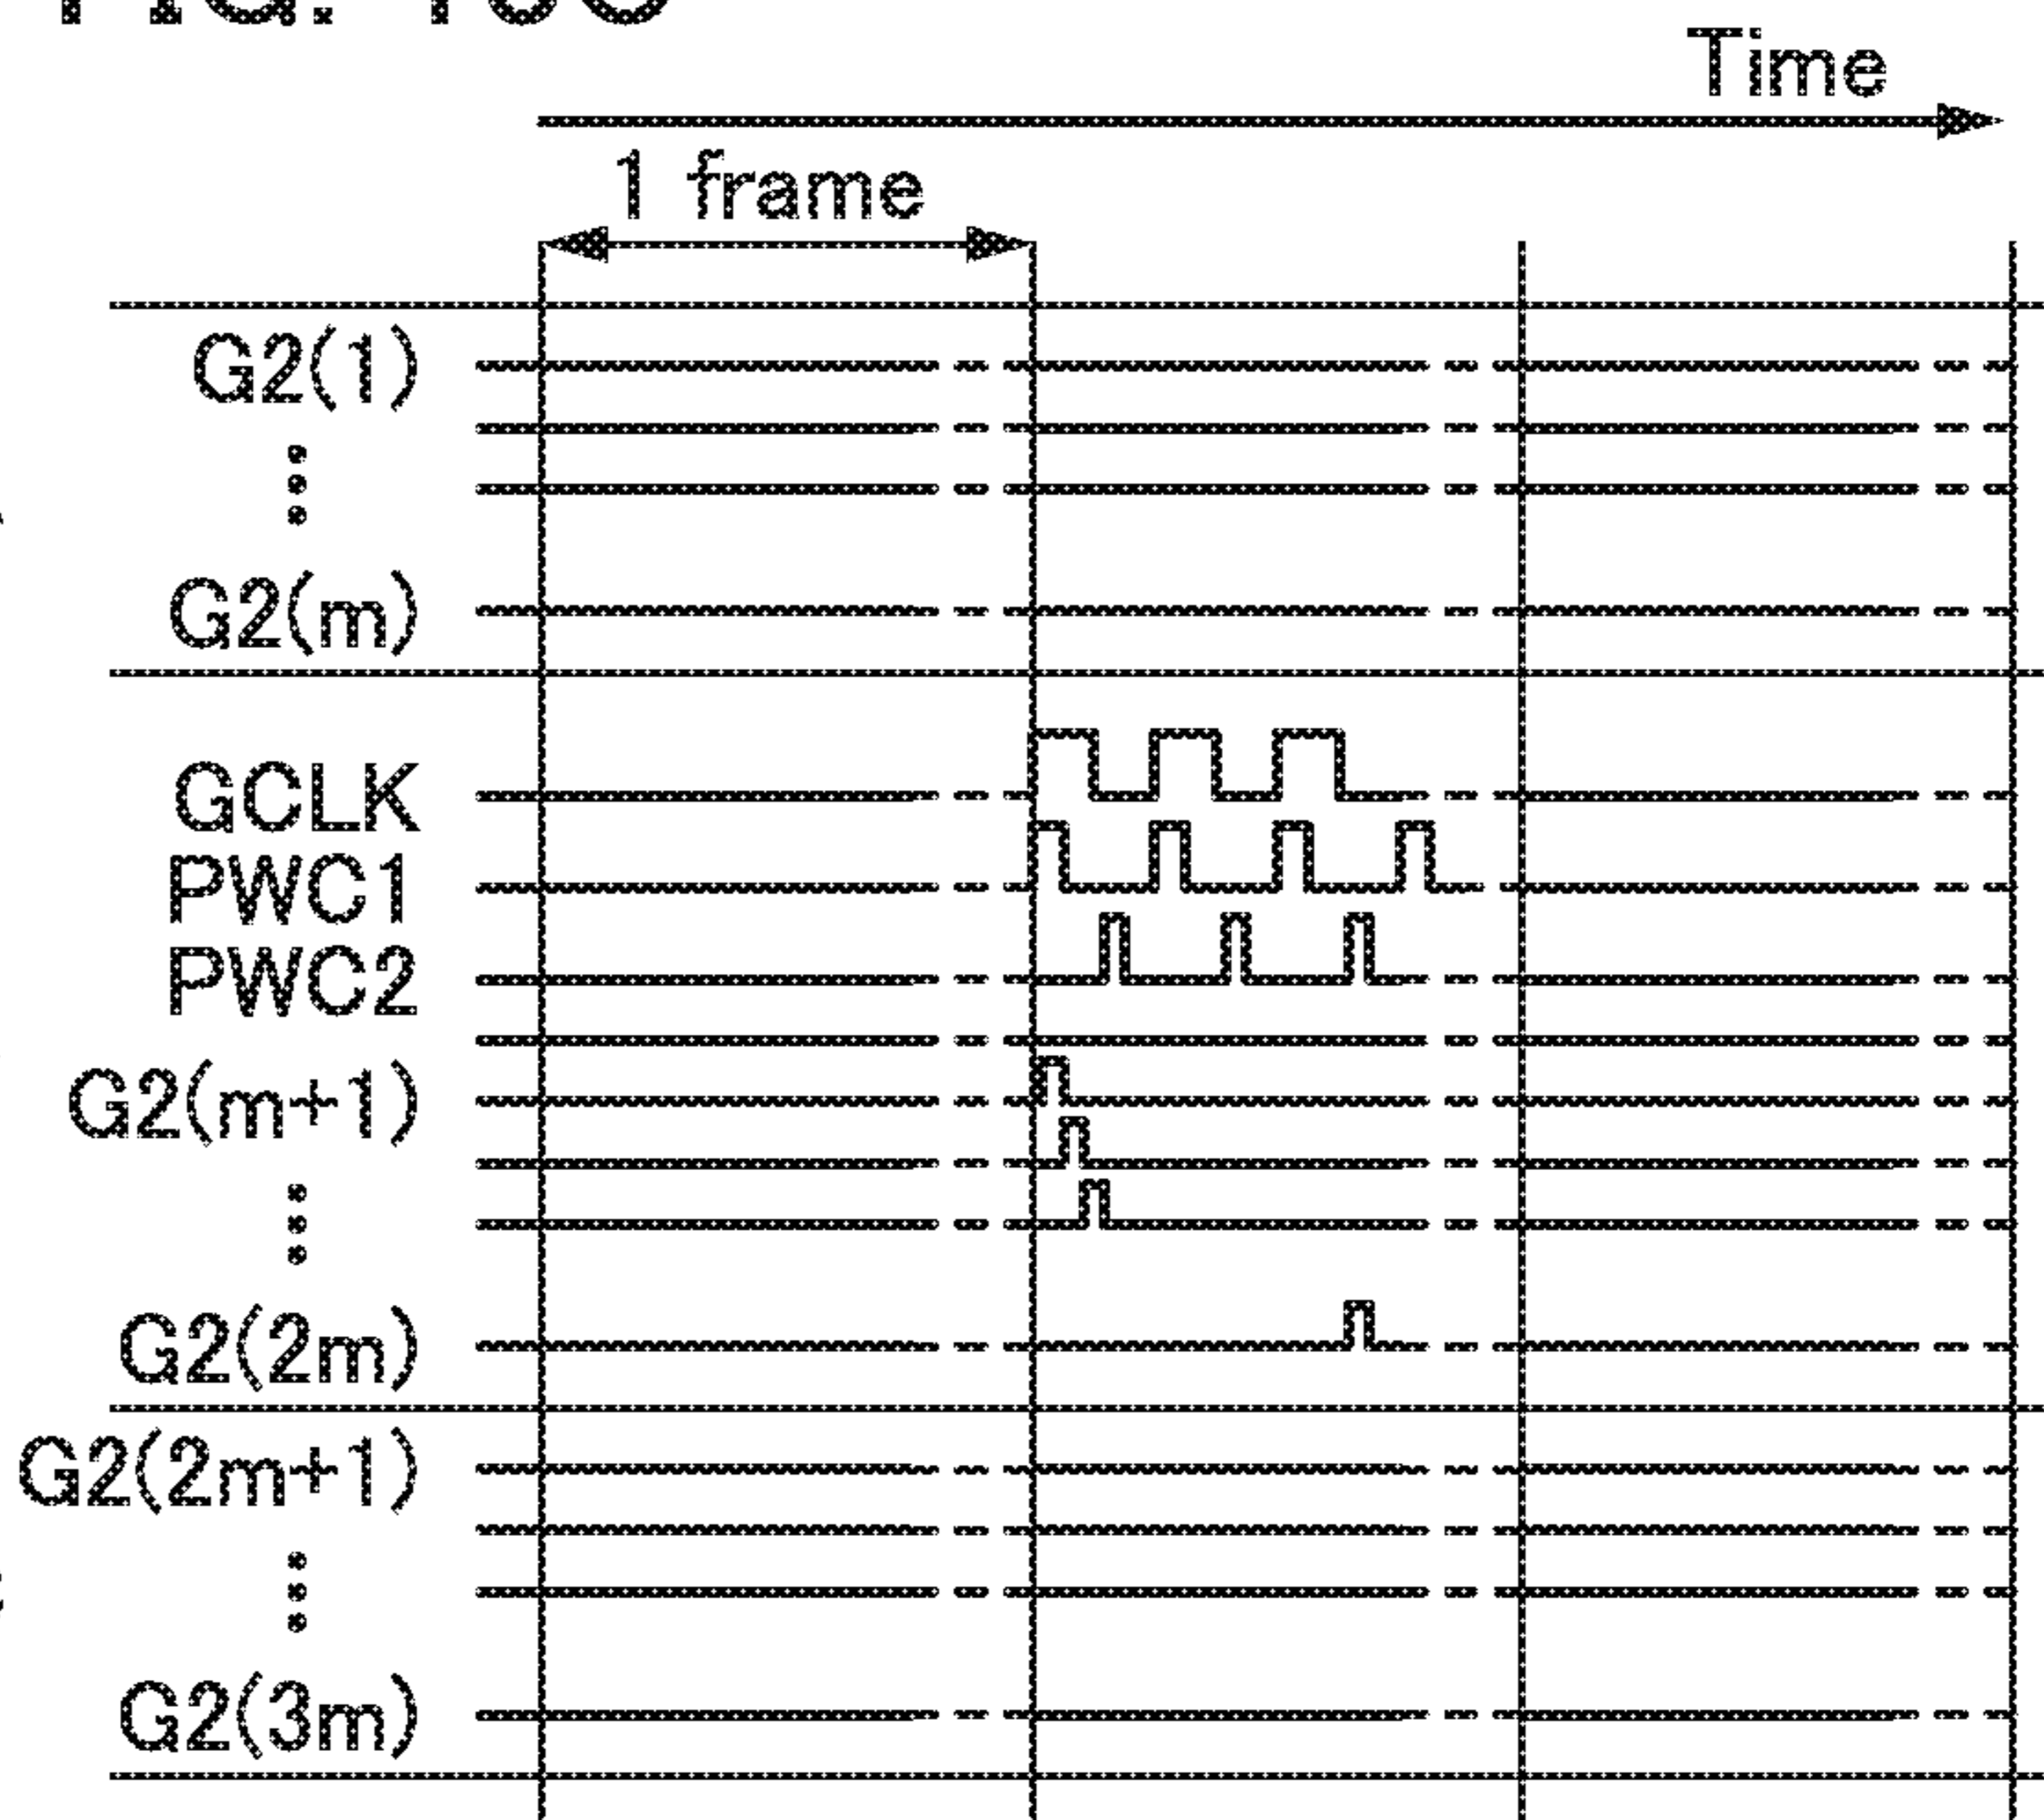 Time
1 frame
G2(1)
G2(m)
GCLK
PWC1
PWC2
G2(m+1)
G2(2m)
G2(2m+1)
G2(3m)